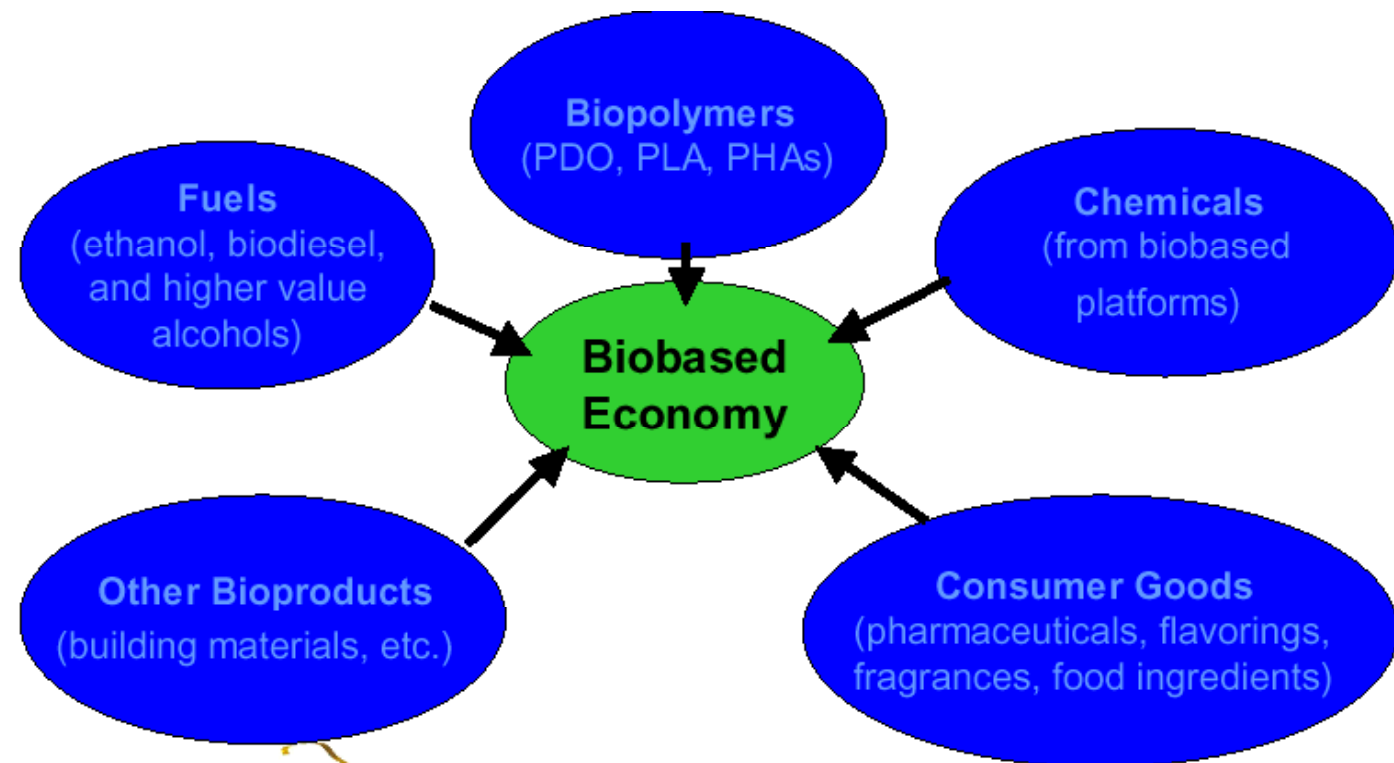 Biopolymers
(PDO, PLA, PHAs)
Fuels
(ethanol, biodiesel,
and higher value
alcohols)
Chemicals
(from biobased
platforms)
Biobased
Economy
Other Bioproducts
(building materials, etc.)
Consumer Goods
(pharmaceuticals, flavorings,
fragrances, food ingredients)